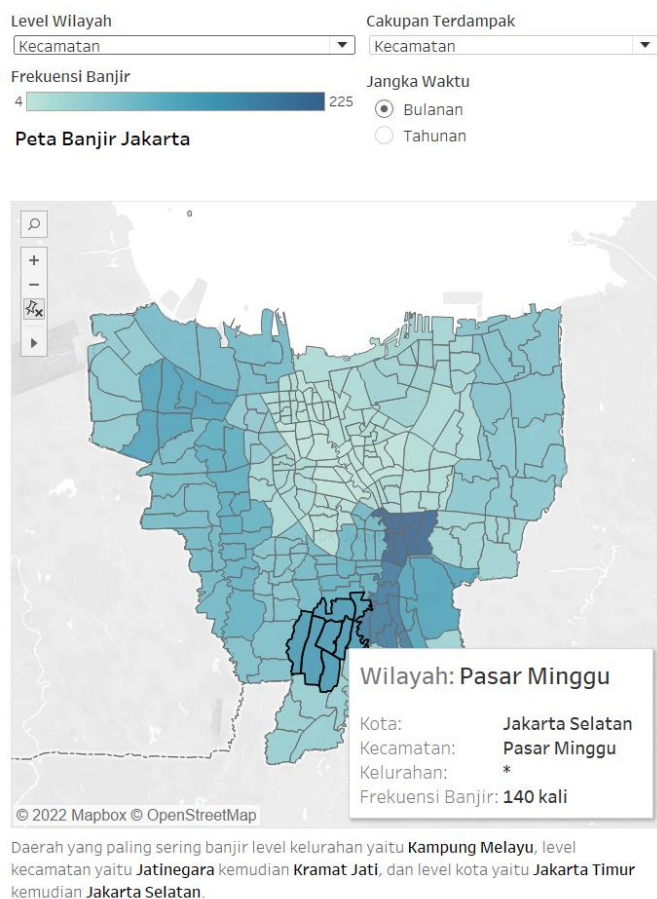 Level Wilayah
Kecamatan
Cakupan Terdampak
Kecamatan
Frekuensi Banjir
4
225
Jangka Waktu
Bulanan
Tahunan
Peta Banjir Jakarta
Wilayah: Pasar Minggu
Kota: Jakarta Selatan
Kecamatan: Pasar Minggu
Kelurahan: *
Frekuensi Banjir: 140 kali
© 2022 Mapbox © OpenStreetMap
Daerah yang paling sering banjir level kelurahan yaitu Kampung Melayu, level
kecamatan yaitu Jatinegara kemudian Kramat Jati, dan level kota yaitu Jakarta Timur
kemudian Jakarta Selatan.